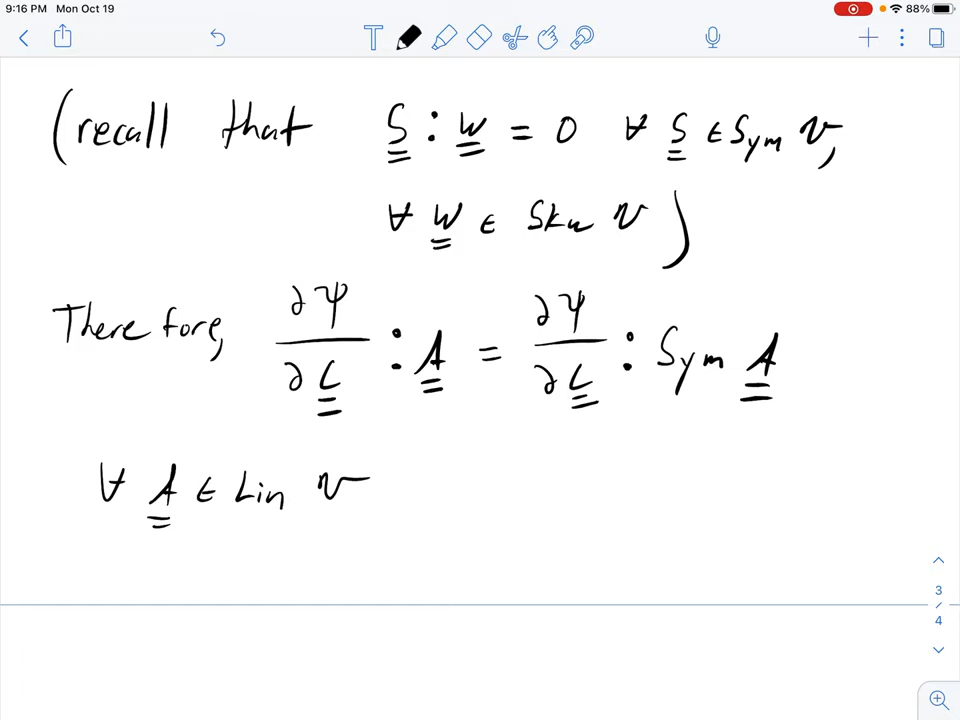 9:16 PM Mon Oct 19 88%
(recall that S : W = 0 ∀ S ∈ Sym V,
∀ W ∈ Skw V)
Therefore, ∂ψ/∂C : A = ∂ψ/∂C : Sym A
∀ A ∈ Lin V
3
/
4